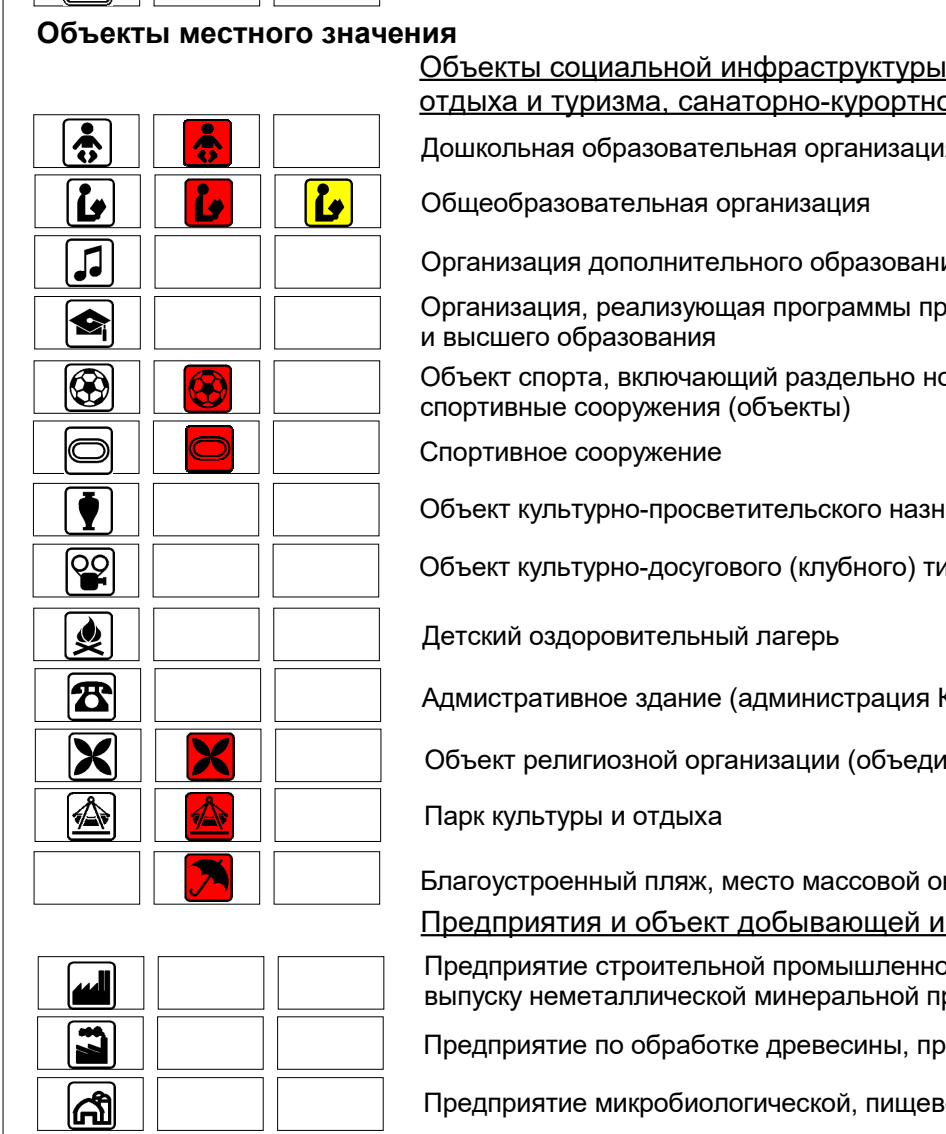 Объекты местного значения
Объекты социальной инфраструктуры
отдыха и туризма, санаторно-курортно
Дошкольная образовательная организаци
Общеобразовательная организация
Организация дополнительного образовани
Организация, реализующая программы пр
и высшего образования
Объект спорта, включающий раздельно но
спортивные сооружения (объекты)
Спортивное сооружение
Объект культурно-просветительского назн
Объект культурно-досугового (клубного) ти
Детский оздоровительный лагерь
Адмистративное здание (администрация К
Объект религиозной организации (объеди
Парк культуры и отдыха
Благоустроенный пляж, место массовой о
Предприятия и объект добывающей и
Предприятие строительной промышленно
выпуску неметаллической минеральной пр
Предприятие по обработке древесины, пр
Предприятие микробиологической, пищев